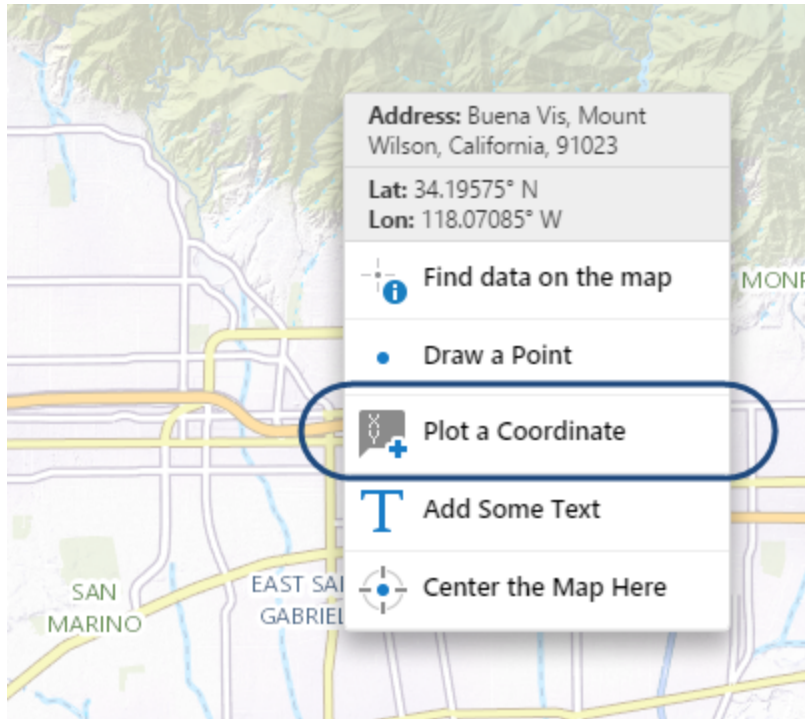 Address: Buena Vis, Mount
Wilson, California, 91023
Lat: 34.19575° N
Lon: 118.07085° W
Find data on the map
MONR
Draw a Point
X
Y
Plot a Coordinate
T
Add Some Text
Center the Map Here
SAN
MARINO
EAST SA
GABRIEL